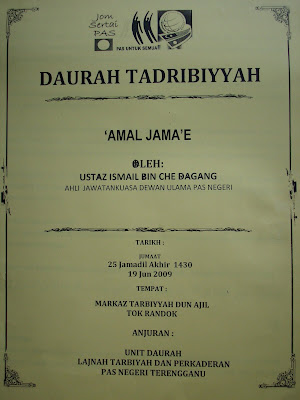 Jom
Sertai
PAS
PAS UNTUK SEMUA!!
DAURAH TADRIBIYYAH
'AMAL JAMA'E
OLEH:
USTAZ ISMAIL BIN CHE DAGANG
AHLI JAWATANKUASA DEWAN ULAMA PAS NEGERI
TARIKH :
JUMAAT
25 Jamadil Akhir 1430
19 Jun 2009
TEMPAT :
MARKAZ TARBIYYAH DUN AJIL
TOK RANDOK
ANJURAN :
UNIT DAURAH
LAJNAH TARBIYAH DAN PERKADERAN
PAS NEGERI TERENGGANU